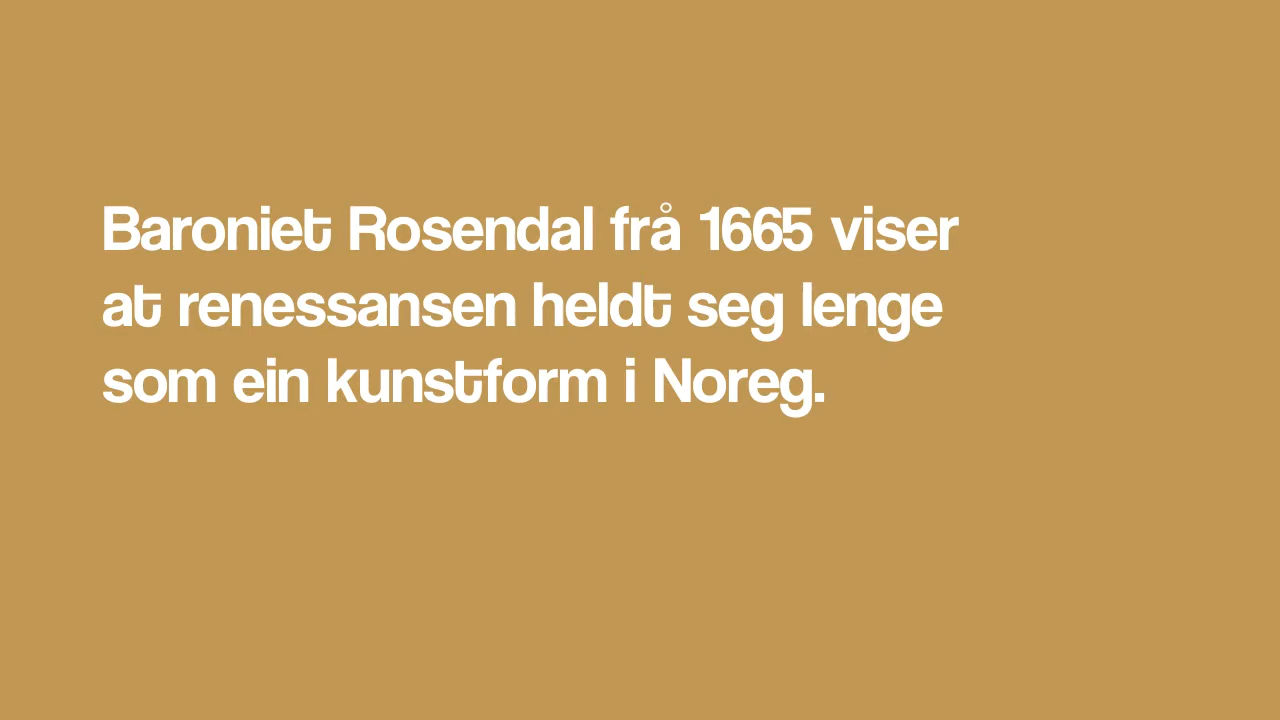 Baroniet Rosendal frå 1665 viser
at renessansen heldt seg lenge
som ein kunstform i Noreg.